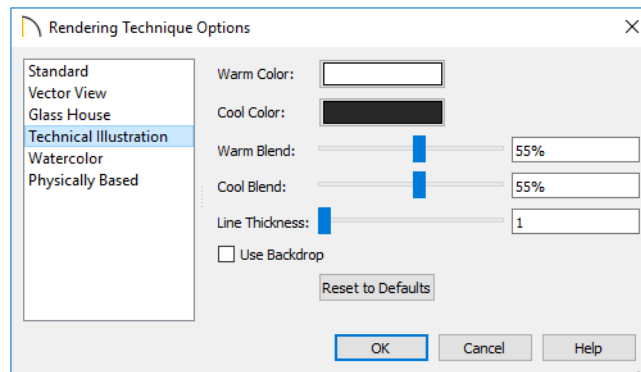 Rendering Technique Options
Standard
Vector View
Glass House
Technical Illustration
Watercolor
Physically Based
Warm Color:
Cool Color:
Warm Blend: 55%
Cool Blend: 55%
Line Thickness: 1
Use Backdrop
Reset to Defaults
OK Cancel Help